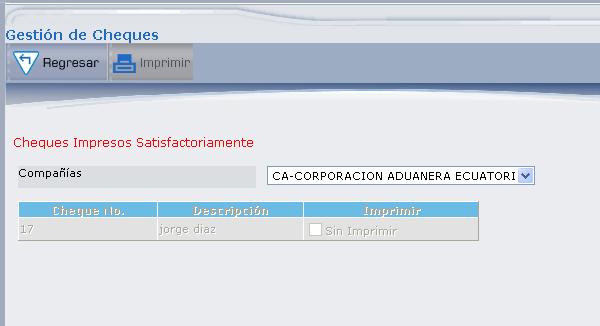 Gestión de Cheques
Regresar Imprimir
Cheques Impresos Satisfactoriamente
Compañías CA-CORPORACION ADUANERA ECUATORI
Cheque No. Descripción Imprimir
17 jorge diaz Sin Imprimir